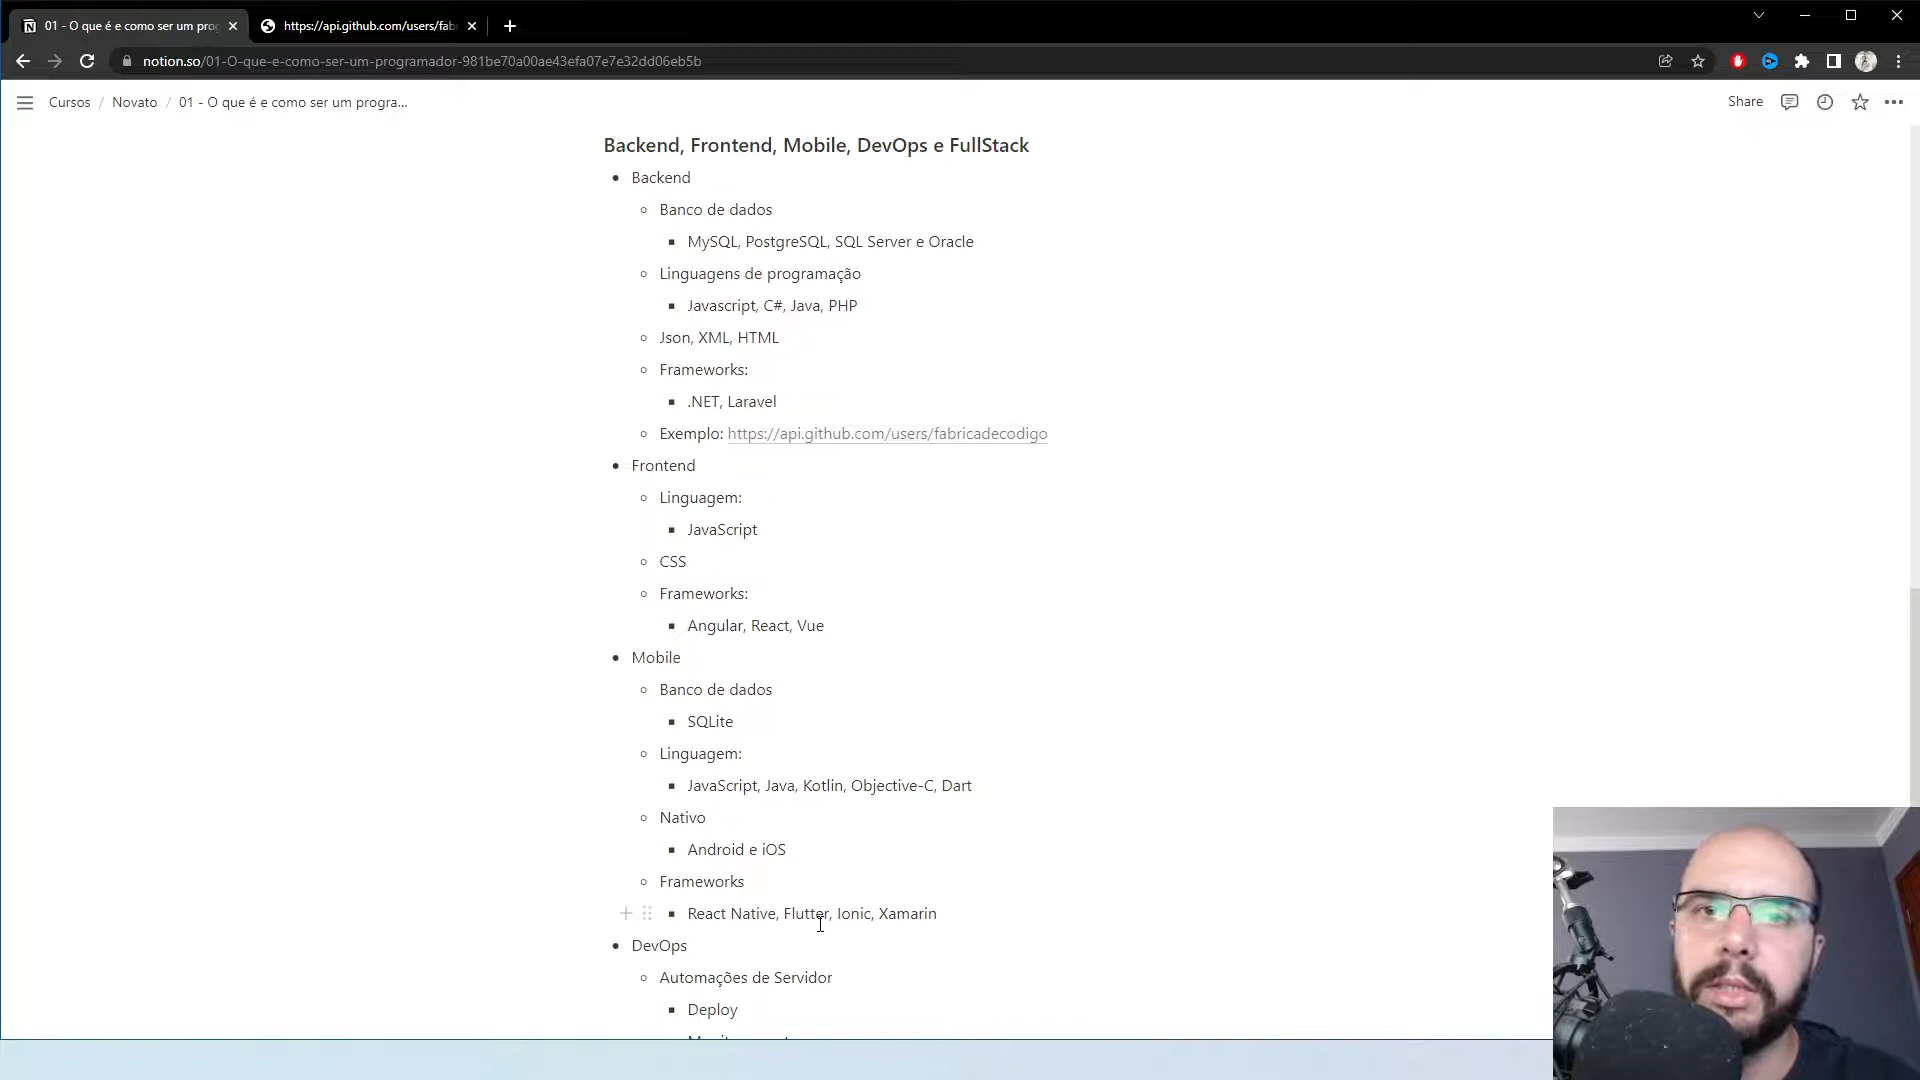 01 - O que é e como ser um pro
https://api.github.com/users/fab
notion.so/01-O-que-e-como-ser-um-programador-981be70a00ae43efa07e7e32dd06eb5b
Cursos / Novato / 01 - O que é e como ser um progra...
Share
Backend, Frontend, Mobile, DevOps e FullStack
Backend
Banco de dados
MySQL, PostgreSQL, SQL Server e Oracle
Linguagens de programação
Javascript, C#, Java, PHP
Json, XML, HTML
Frameworks:
.NET, Laravel
Exemplo: https://api.github.com/users/fabricadecodigo
Frontend
Linguagem:
JavaScript
CSS
Frameworks:
Angular, React, Vue
Mobile
Banco de dados
SQLite
Linguagem:
JavaScript, Java, Kotlin, Objective-C, Dart
Nativo
Android e iOS
Frameworks
React Native, Flutter, Ionic, Xamarin
DevOps
Automações de Servidor
Deploy